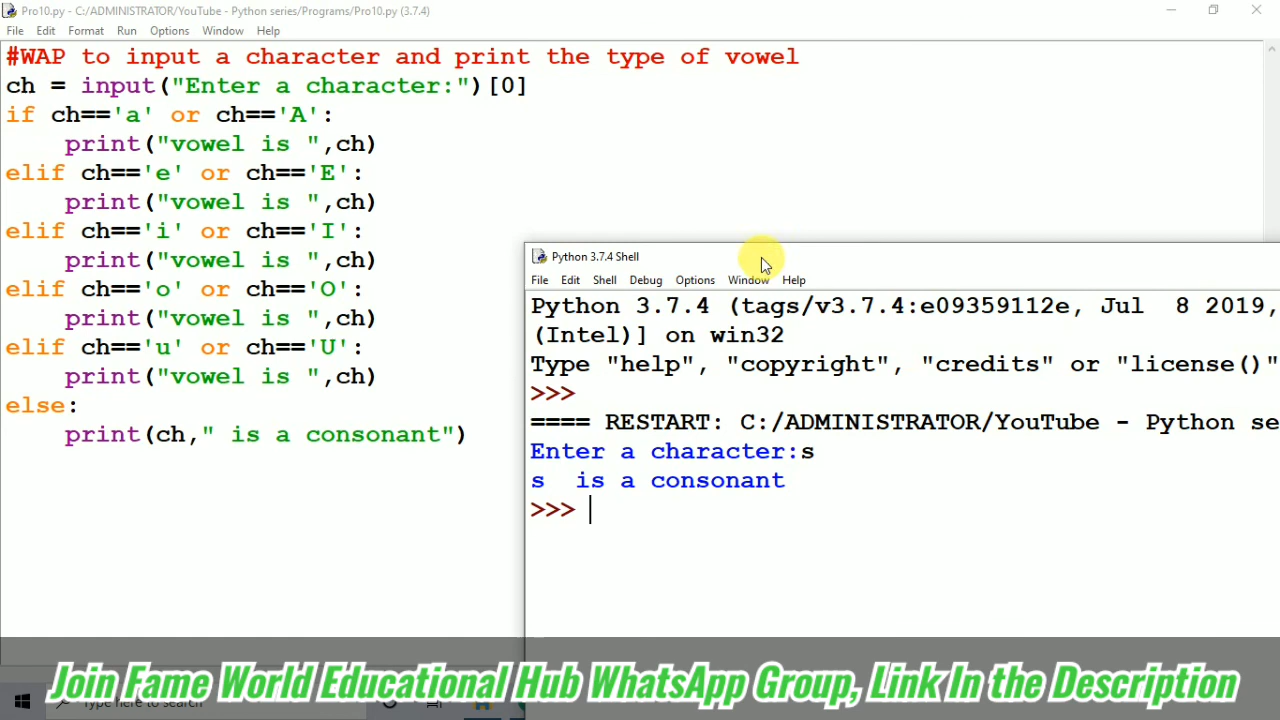 Pro10.py - C:/ADMINISTRATOR/YouTube - Python series/Programs/Pro10.py (3.7.4)
File Edit Format Run Options Window Help
#WAP to input a character and print the type of vowel
ch = input("Enter a character:")[0]
if ch=='a' or ch=='A':
    print("vowel is ",ch)
elif ch=='e' or ch=='E':
    print("vowel is ",ch)
elif ch=='i' or ch=='I':
    print("vowel is ",ch)
elif ch=='o' or ch=='O':
    print("vowel is ",ch)
elif ch=='u' or ch=='U':
    print("vowel is ",ch)
else:
    print(ch," is a consonant")
Python 3.7.4 Shell
File Edit Shell Debug Options Window Help
Python 3.7.4 (tags/v3.7.4:e09359112e, Jul  8 2019,
(Intel)] on win32
Type "help", "copyright", "credits" or "license()"
>>>
==== RESTART: C:/ADMINISTRATOR/YouTube - Python se
Enter a character:s
s  is a consonant
>>>
Join Fame World Educational Hub WhatsApp Group, Link In the Description
Type here to search